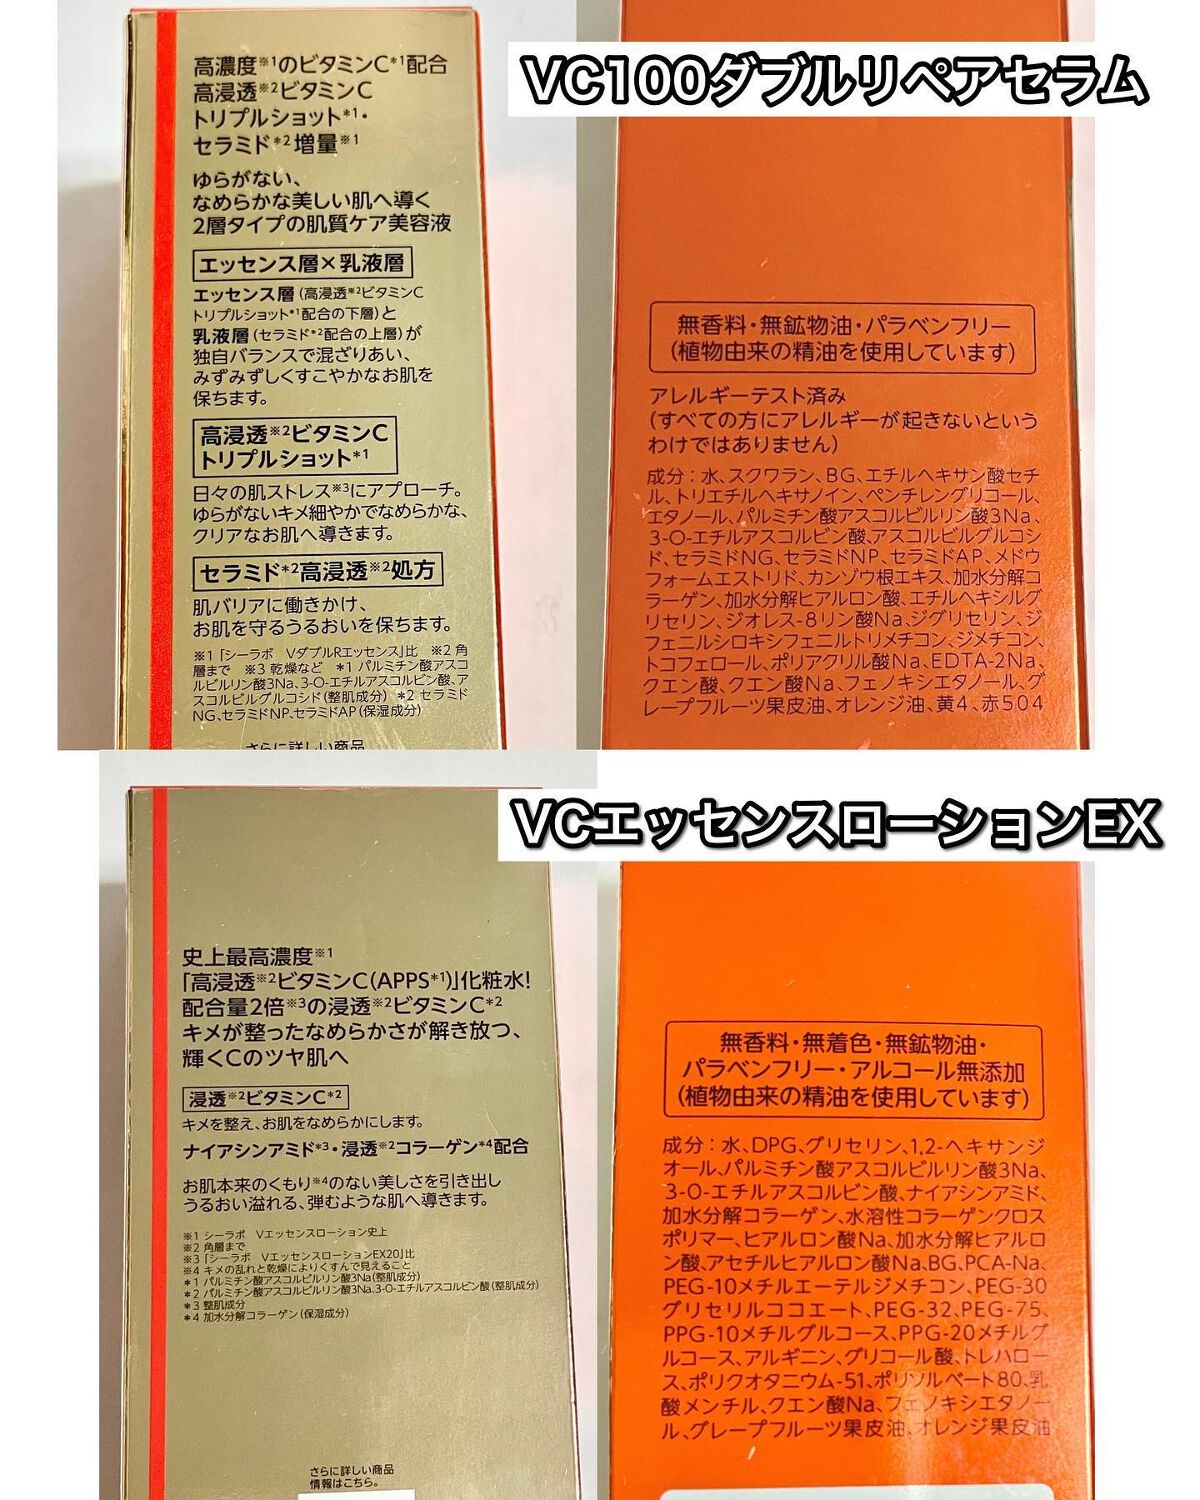 VC100ダブルリペアセラム
高濃度※1のビタミンC*1配合
高浸透※2ビタミンC
トリプルショット*1・
セラミド*2増量※1
ゆらがない、
なめらかな美しい肌へ導く
2層タイプの肌質ケア美容液
エッセンス層×乳液層
エッセンス層(高浸透※2ビタミンC
トリプルショット*1配合の下層)と
乳液層(セラミド*2配合の上層)が
独自バランスで混ざりあい、
みずみずしくすこやかなお肌を
保ちます。
高浸透※2ビタミンC
トリプルショット*1
日々の肌ストレス※3にアプローチ。
ゆらがないキメ細やかでなめらかな、
クリアなお肌へ導きます。
セラミド*2高浸透※2処方
肌バリアに働きかけ、
お肌を守るうるおいを保ちます。
※1「シーラボ VダブルRエッセンス」比 ※2 角
層まで ※3 乾燥など *1 パルミチン酸アスコ
ルビルリン酸3Na、3-O-エチルアスコルビン酸、ア
スコルビルグルコシド(整肌成分) *2 セラミド
NG、セラミドNP、セラミドAP(保湿成分)
さらに詳しい商品
無香料・無鉱物油・パラベンフリー
(植物由来の精油を使用しています)
アレルギーテスト済み
(すべての方にアレルギーが起きないという
わけではありません)
成分:水、スクワラン、BG、エチルヘキサン酸セチ
ル、トリエチルヘキサノイン、ペンチレングリコール、
エタノール、パルミチン酸アスコルビルリン酸3Na、
3-O-エチルアスコルビン酸、アスコルビルグルコシ
ド、セラミドNG、セラミドNP、セラミドAP、メドウ
フォームエストリド、カンゾウ根エキス、加水分解コ
ラーゲン、加水分解ヒアルロン酸、エチルヘキシルグ
リセリン、ジオレス-8リン酸Na、ジグリセリン、ジ
フェニルシロキシフェニルトリメチコン、ジメチコン、
トコフェロール、ポリアクリル酸Na、EDTA-2Na、
クエン酸、クエン酸Na、フェノキシエタノール、グ
レープフルーツ果皮油、オレンジ油、黄4、赤504
VCエッセンスローションEX
史上最高濃度※1
「高浸透※2ビタミンC(APPS*1)」化粧水!
配合量2倍※3の浸透※2ビタミンC*2
キメが整ったなめらかさが解き放つ、
輝くCのツヤ肌へ
浸透※2ビタミンC*2
キメを整え、お肌をなめらかにします。
ナイアシンアミド*3・浸透※2コラーゲン*4配合
お肌本来のくもり※4のない美しさを引き出し
うるおい溢れる、弾むような肌へ導きます。
※1 シーラボ Vエッセンスローション史上
※2 角層まで
※3「シーラボ VエッセンスローションEX20」比
※4 キメの乱れと乾燥によりくすんで見えること
*1 パルミチン酸アスコルビルリン酸3Na(整肌成分)
*2 パルミチン酸アスコルビルリン酸3Na、3-O-エチルアスコルビン酸(整肌成分)
*3 整肌成分
*4 加水分解コラーゲン(保湿成分)
さらに詳しい商品
情報はこちら。
無香料・無着色・無鉱物油・
パラベンフリー・アルコール無添加
(植物由来の精油を使用しています)
成分:水、DPG、グリセリン、1,2-ヘキサンジ
オール、パルミチン酸アスコルビルリン酸3Na、
3-O-エチルアスコルビン酸、ナイアシンアミド、
加水分解コラーゲン、水溶性コラーゲンクロス
ポリマー、ヒアルロン酸Na、加水分解ヒアルロ
ン酸、アセチルヒアルロン酸Na、BG、PCA-Na、
PEG-10メチルエーテルジメチコン、PEG-30
グリセリルココエート、PEG-32、PEG-75、
PPG-10メチルグルコース、PPG-20メチルグ
ルコース、アルギニン、グリコール酸、トレハロー
ス、ポリクオタニウム-51、ポリソルベート80、乳
酸メンチル、クエン酸Na、フェノキシエタノー
ル、グレープフルーツ果皮油、オレンジ果皮油